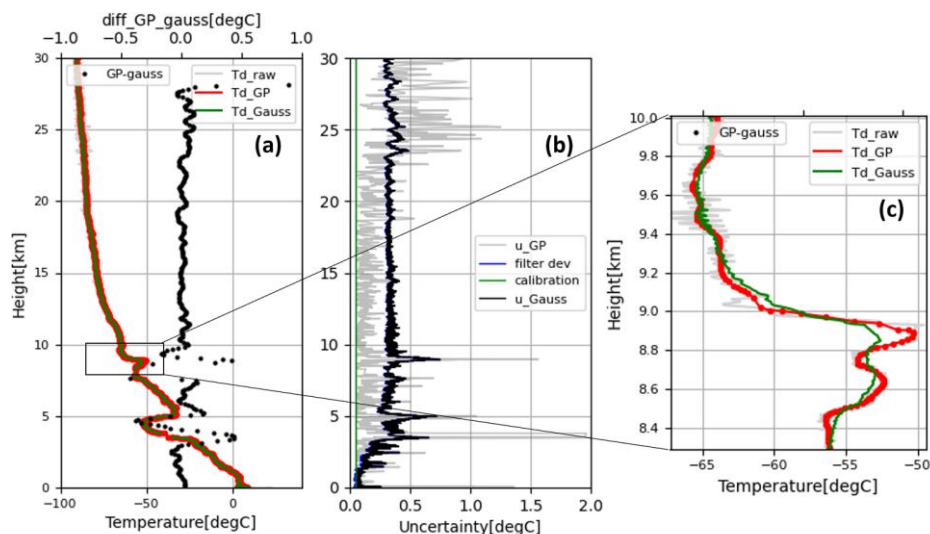 diff_GP_gauss[degC]
−1.0 −0.5 0.0 0.5 1.0
30
25
20
15
10
5
0
Height[km]
GP-gauss
Td_raw
Td_GP
Td_Gauss
(a)
−100 −50 0
Temperature[degC]
30
25
20
15
10
5
0
(b)
u_GP
filter dev
calibration
u_Gauss
0.0 0.5 1.0 1.5 2.0
Uncertainty[degC]
10.0
9.8
9.6
9.4
9.2
9.0
8.8
8.6
8.4
Height[km]
GP-gauss
Td_raw
Td_GP
Td_Gauss
(c)
−65 −60 −55 −50
Temperature[degC]